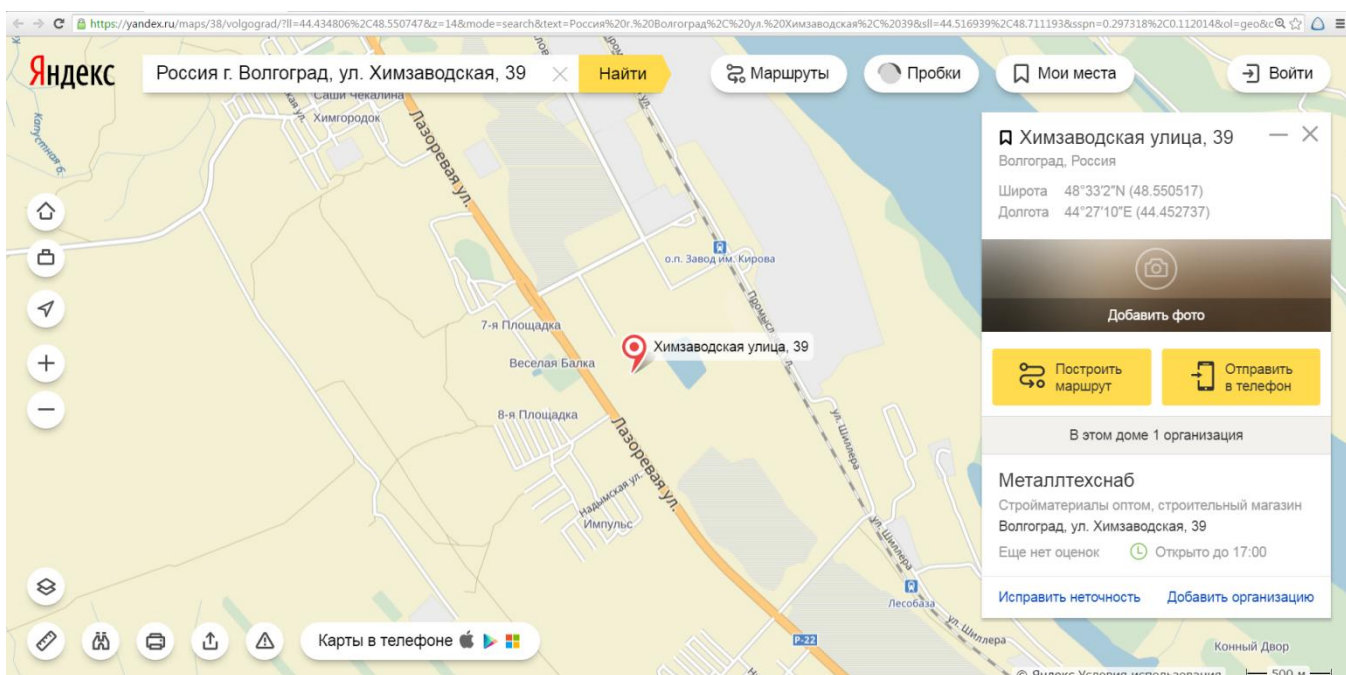 https://yandex.ru/maps/38/volgograd/?ll=44.434806%2C48.550747&z=14&mode=search&text=Россия%20г.%20Волгоград%2C%20ул.%20Химзаводская%2C%2039&sll=44.516939%2C48.711193&sspn=0.297318%2C0.112014&ol=geo&c
Яндекс
Россия г. Волгоград, ул. Химзаводская, 39
Найти
Маршруты
Пробки
Мои места
Войти
Капустная б.
Саши Чекалина
Химгородок
Лазоревая ул.
о.п. Завод им. Кирова
7-я Площадка
Химзаводская улица, 39
Веселая Балка
8-я Площадка
Лазоревая ул.
ул. Шиллера
Надымская ул.
Импульс
ул. Шиллера
Лесобаза
ул. Шиллера
Р-22
Конный Двор
Карты в телефоне
© Яндекс Условия использования
500 м
Химзаводская улица, 39
Волгоград, Россия
Широта 48°33'2"N (48.550517)
Долгота 44°27'10"E (44.452737)
Добавить фото
Построить
маршрут
Отправить
в телефон
В этом доме 1 организация
Металлтехснаб
Стройматериалы оптом, строительный магазин
Волгоград, ул. Химзаводская, 39
Еще нет оценок
Открыто до 17:00
Исправить неточность
Добавить организацию